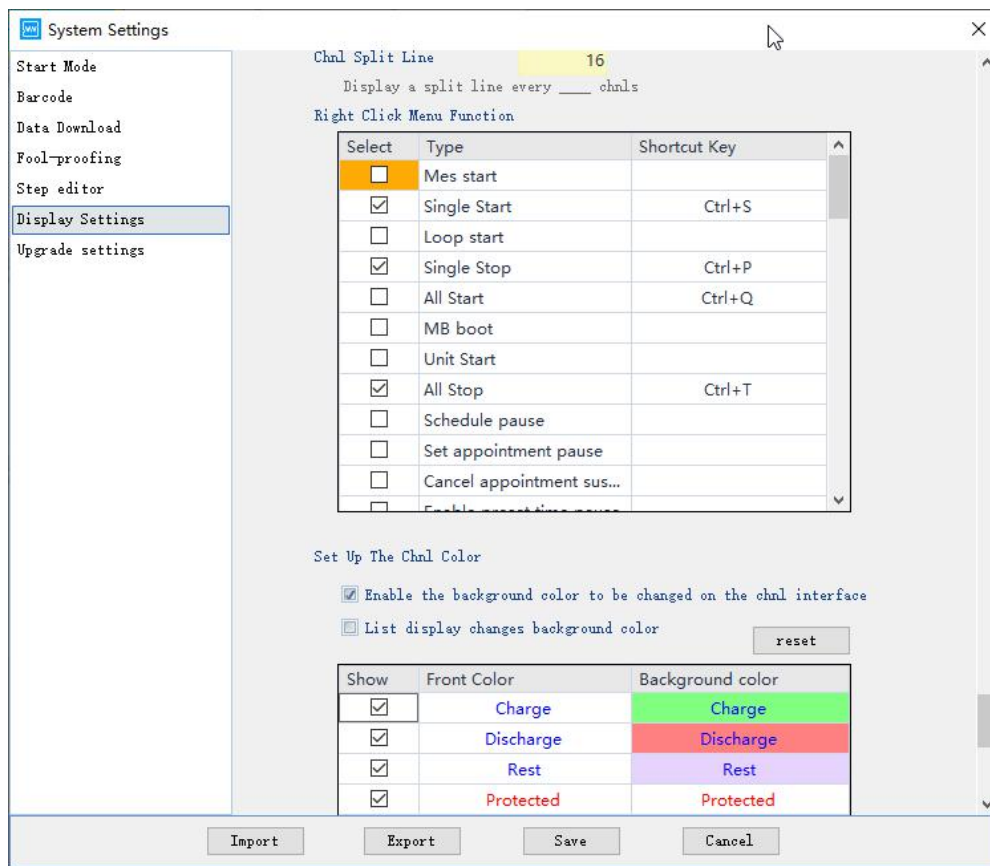 System Settings
Start Mode
Barcode
Data Download
Fool-proofing
Step editor
Display Settings
Upgrade settings
Chnl Split Line 16
Display a split line every ____ chnls
Right Click Menu Function
Select Type Shortcut Key
Mes start
Single Start Ctrl+S
Loop start
Single Stop Ctrl+P
All Start Ctrl+Q
MB boot
Unit Start
All Stop Ctrl+T
Schedule pause
Set appointment pause
Cancel appointment sus...
Enable preset time pause
Set Up The Chnl Color
Enable the background color to be changed on the chnl interface
List display changes background color
reset
Show Front Color Background color
Charge Charge
Discharge Discharge
Rest Rest
Protected Protected
Import Export Save Cancel